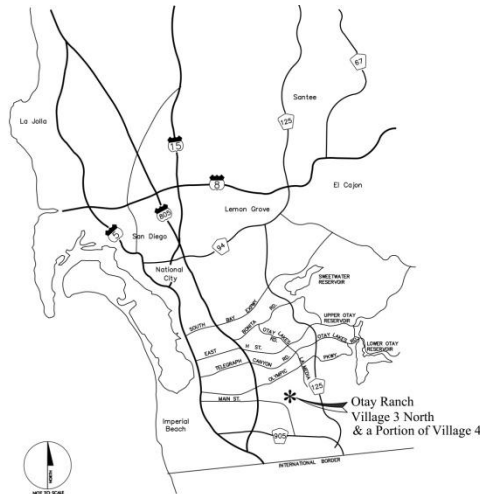 67
La Jolla
Santee
125
15
8
El Cajon
805
Lemon Grove
5
San Diego
94
National
City
SWEETWATER
RESERVOIR
SOUTH BAY EXPWY
BONITA RD.
OTAY LAKES RD.
UPPER OTAY
RESERVOIR
EAST H ST.
OTAY LAKES RD.
LOWER OTAY
RESERVOIR
TELEGRAPH CANYON RD.
LA MEDIA
OLYMPIC PKWY.
125
MAIN ST.
Otay Ranch
Village 3 North
& a Portion of Village 4
Imperial
Beach
905
INTERNATIONAL BORDER
NORTH
NOT TO SCALE